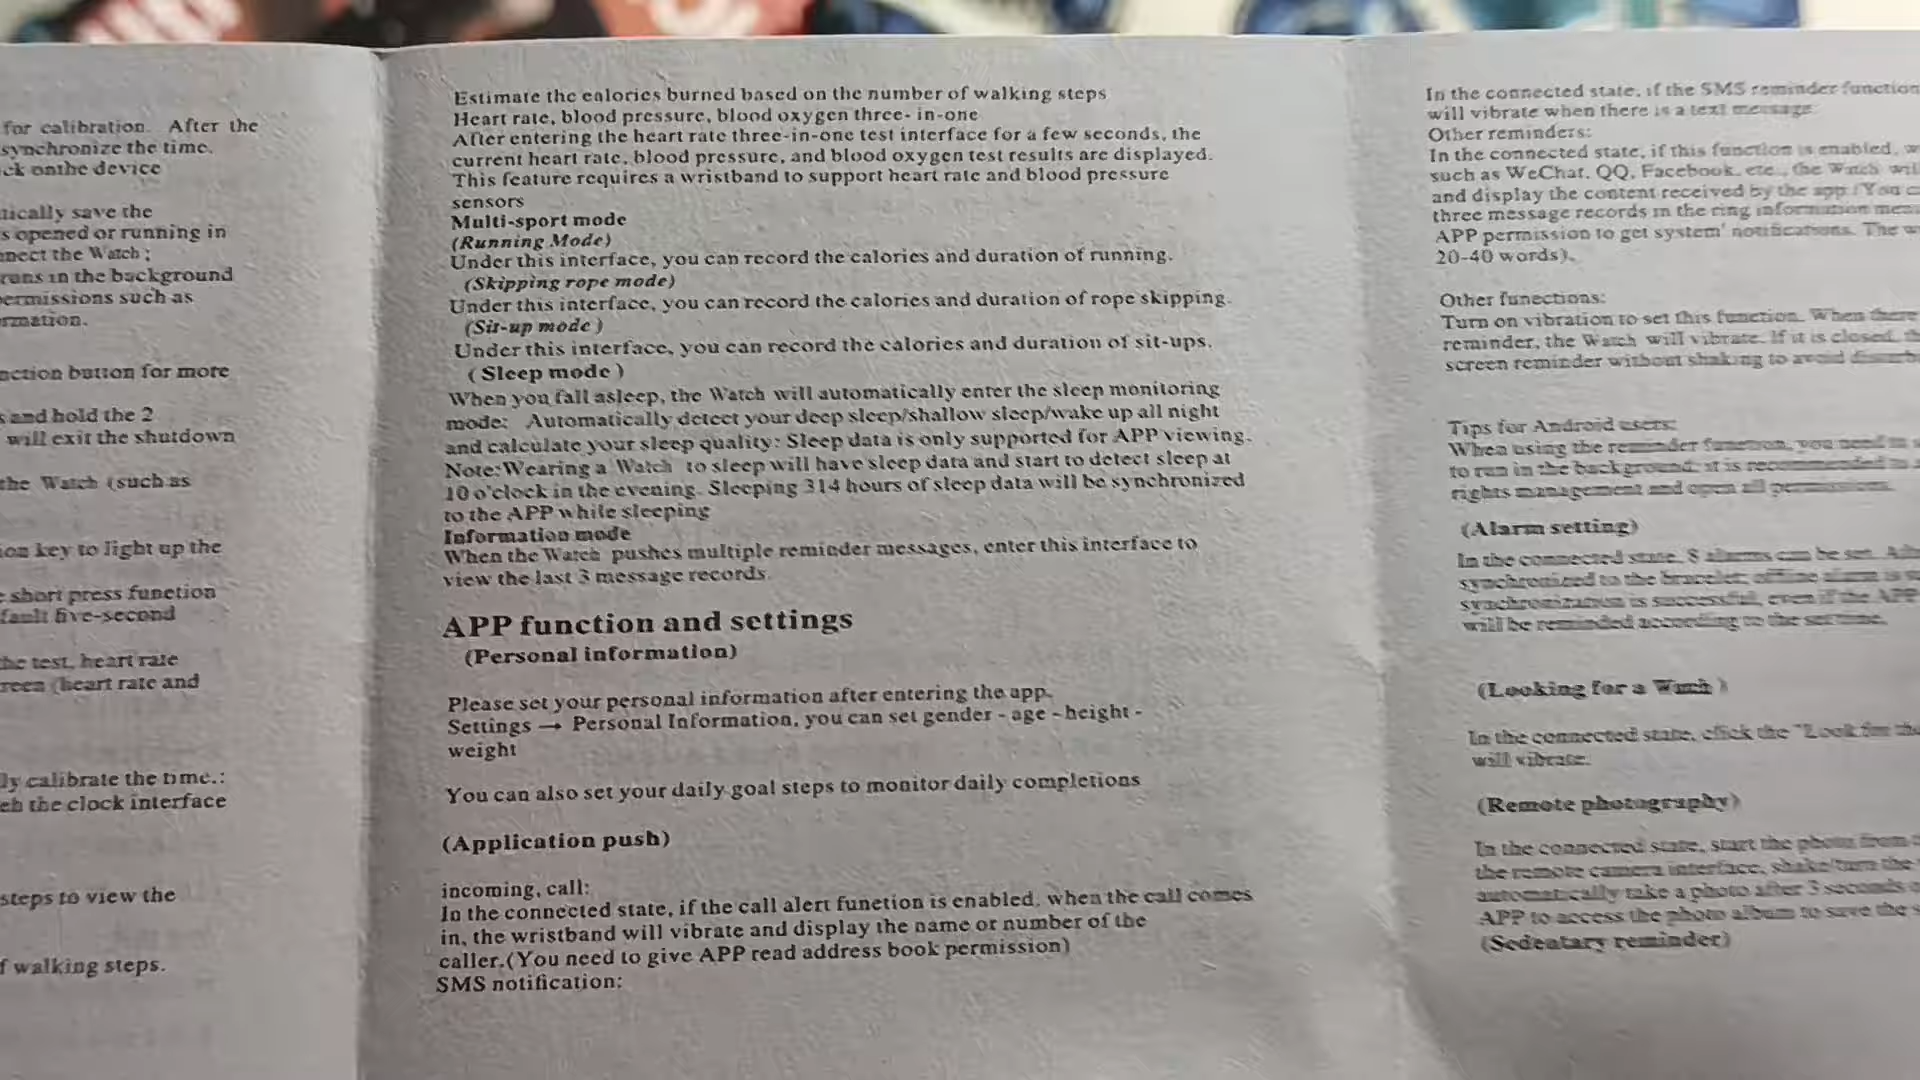 for calibration. After the
synchronize the time.
ck onthe device
tically save the
s opened or running in
nnect the Watch ;
runs in the background
permissions such as
rmation.
nction button for more
s and hold the 2
will exit the shutdown
the Watch (such as
ion key to light up the
short press function
fault five-second
the test, heart rate
reen (heart rate and
ly calibrate the time.:
the clock interface
steps to view the
f walking steps.
Estimate the calories burned based on the number of walking steps
Heart rate, blood pressure, blood oxygen three- in-one
After entering the heart rate three-in-one test interface for a few seconds, the
current heart rate, blood pressure, and blood oxygen test results are displayed.
This feature requires a wristband to support heart rate and blood pressure
sensors
Multi-sport mode
(Running Mode)
Under this interface, you can record the calories and duration of running.
(Skipping rope mode)
Under this interface, you can record the calories and duration of rope skipping.
(Sit-up mode )
Under this interface, you can record the calories and duration of sit-ups.
( Sleep mode )
When you fall asleep, the Watch will automatically enter the sleep monitoring
mode; Automatically detect your deep sleep/shallow sleep/wake up all night
and calculate your sleep quality; Sleep data is only supported for APP viewing.
Note:Wearing a Watch to sleep will have sleep data and start to detect sleep at
10 o'clock in the evening. Sleeping 314 hours of sleep data will be synchronized
to the APP while sleeping
Information mode
When the Watch pushes multiple reminder messages, enter this interface to
view the last 3 message records.
APP function and settings
(Personal information)
Please set your personal information after entering the app.
Settings → Personal Information, you can set gender - age - height -
weight
You can also set your daily goal steps to monitor daily completions
(Application push)
incoming, call:
In the connected state, if the call alert function is enabled, when the call comes
in, the wristband will vibrate and display the name or number of the
caller.(You need to give APP read address book permission)
SMS notification:
In the connected state, if the SMS reminder function
will vibrate when there is a text message
Other reminders:
In the connected state, if this function is enabled, w
such as WeChat, QQ, Facebook, etc., the Watch wil
and display the content received by the app (You c
three message records in the ring information men
APP permission to get system' notifications. The w
20-40 words).
Other functions:
Turn on vibration to set this function. When there
reminder, the Watch will vibrate. If it is closed, th
screen reminder without shaking to avoid disturb
Tips for Android users:
When using the reminder function, you need to
to run in the background; it is recommended to
rights management and open all permissions.
(Alarm setting)
In the connected state, 8 alarms can be set.
synchronized to the bracelet; offline alarm is
synchronization is successful, even if the APP
will be reminded according to the set time.
(Looking for a Watch )
In the connected state, click the "Look for the
will vibrate.
(Remote photography)
In the connected state, start the photo from
the remote camera interface, shake/turn the
automatically take a photo after 3 seconds
APP to access the photo album to save the s
(Sedentary reminder)